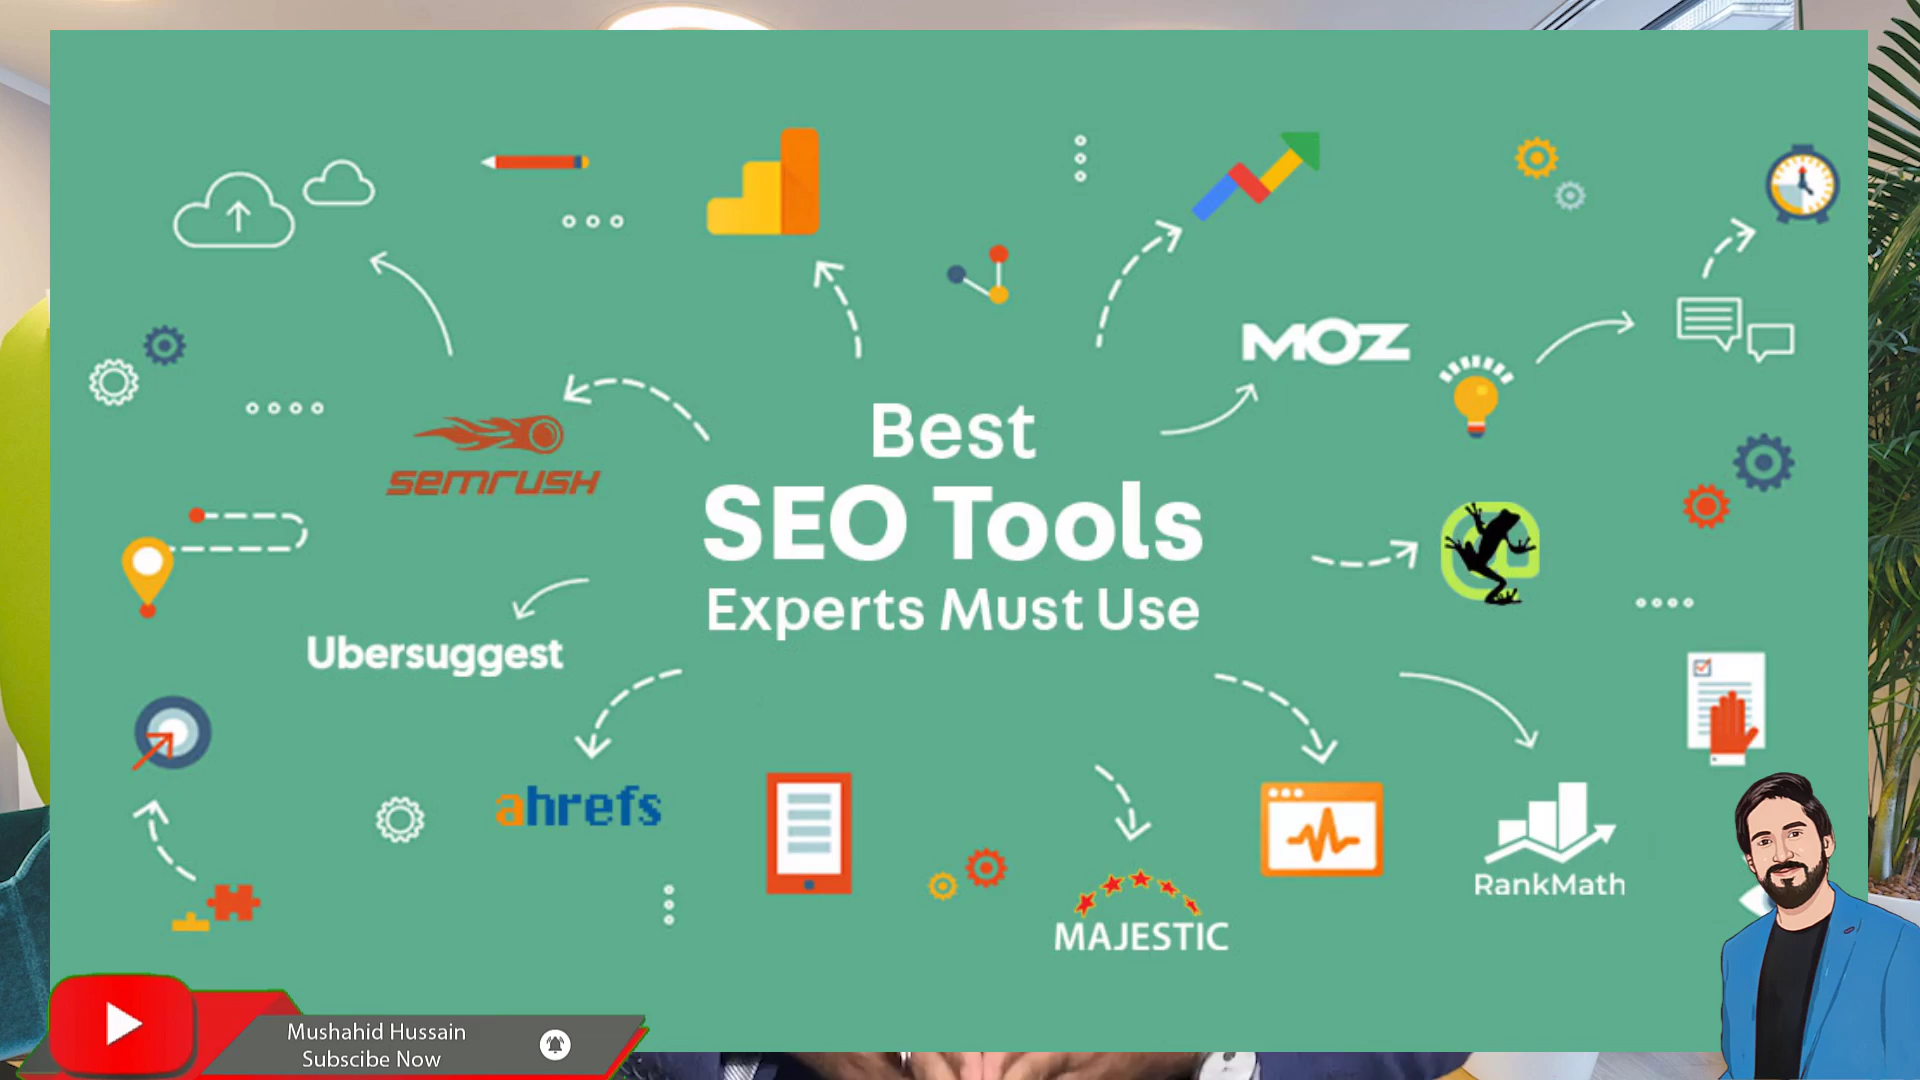 MOZ
Best
semrush
SEO Tools
Experts Must Use
Ubersuggest
ahrefs
RankMath
MAJESTIC
Mushahid Hussain
Subscibe Now